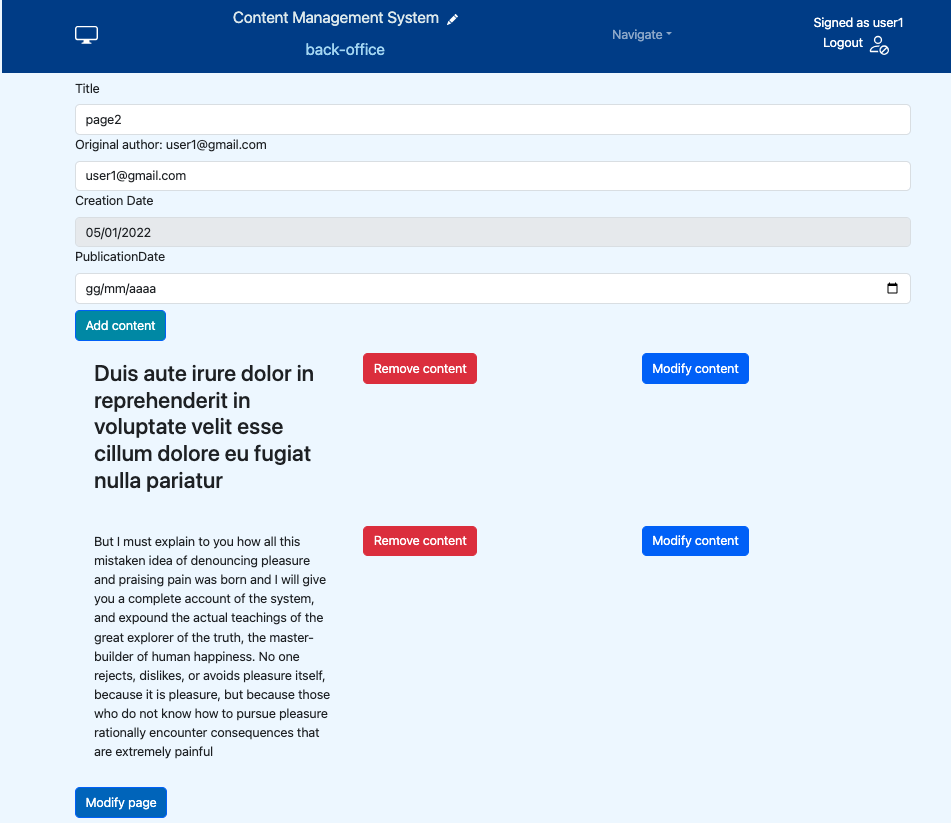 Content Management System
back-office
Navigate
Signed as user1
Logout
Title
page2
Original author: user1@gmail.com
user1@gmail.com
Creation Date
05/01/2022
PublicationDate
gg/mm/aaaa
Add content
Duis aute irure dolor in
reprehenderit in
voluptate velit esse
cillum dolore eu fugiat
nulla pariatur
Remove content
Modify content
But I must explain to you how all this
mistaken idea of denouncing pleasure
and praising pain was born and I will give
you a complete account of the system,
and expound the actual teachings of the
great explorer of the truth, the master-
builder of human happiness. No one
rejects, dislikes, or avoids pleasure itself,
because it is pleasure, but because those
who do not know how to pursue pleasure
rationally encounter consequences that
are extremely painful
Remove content
Modify content
Modify page